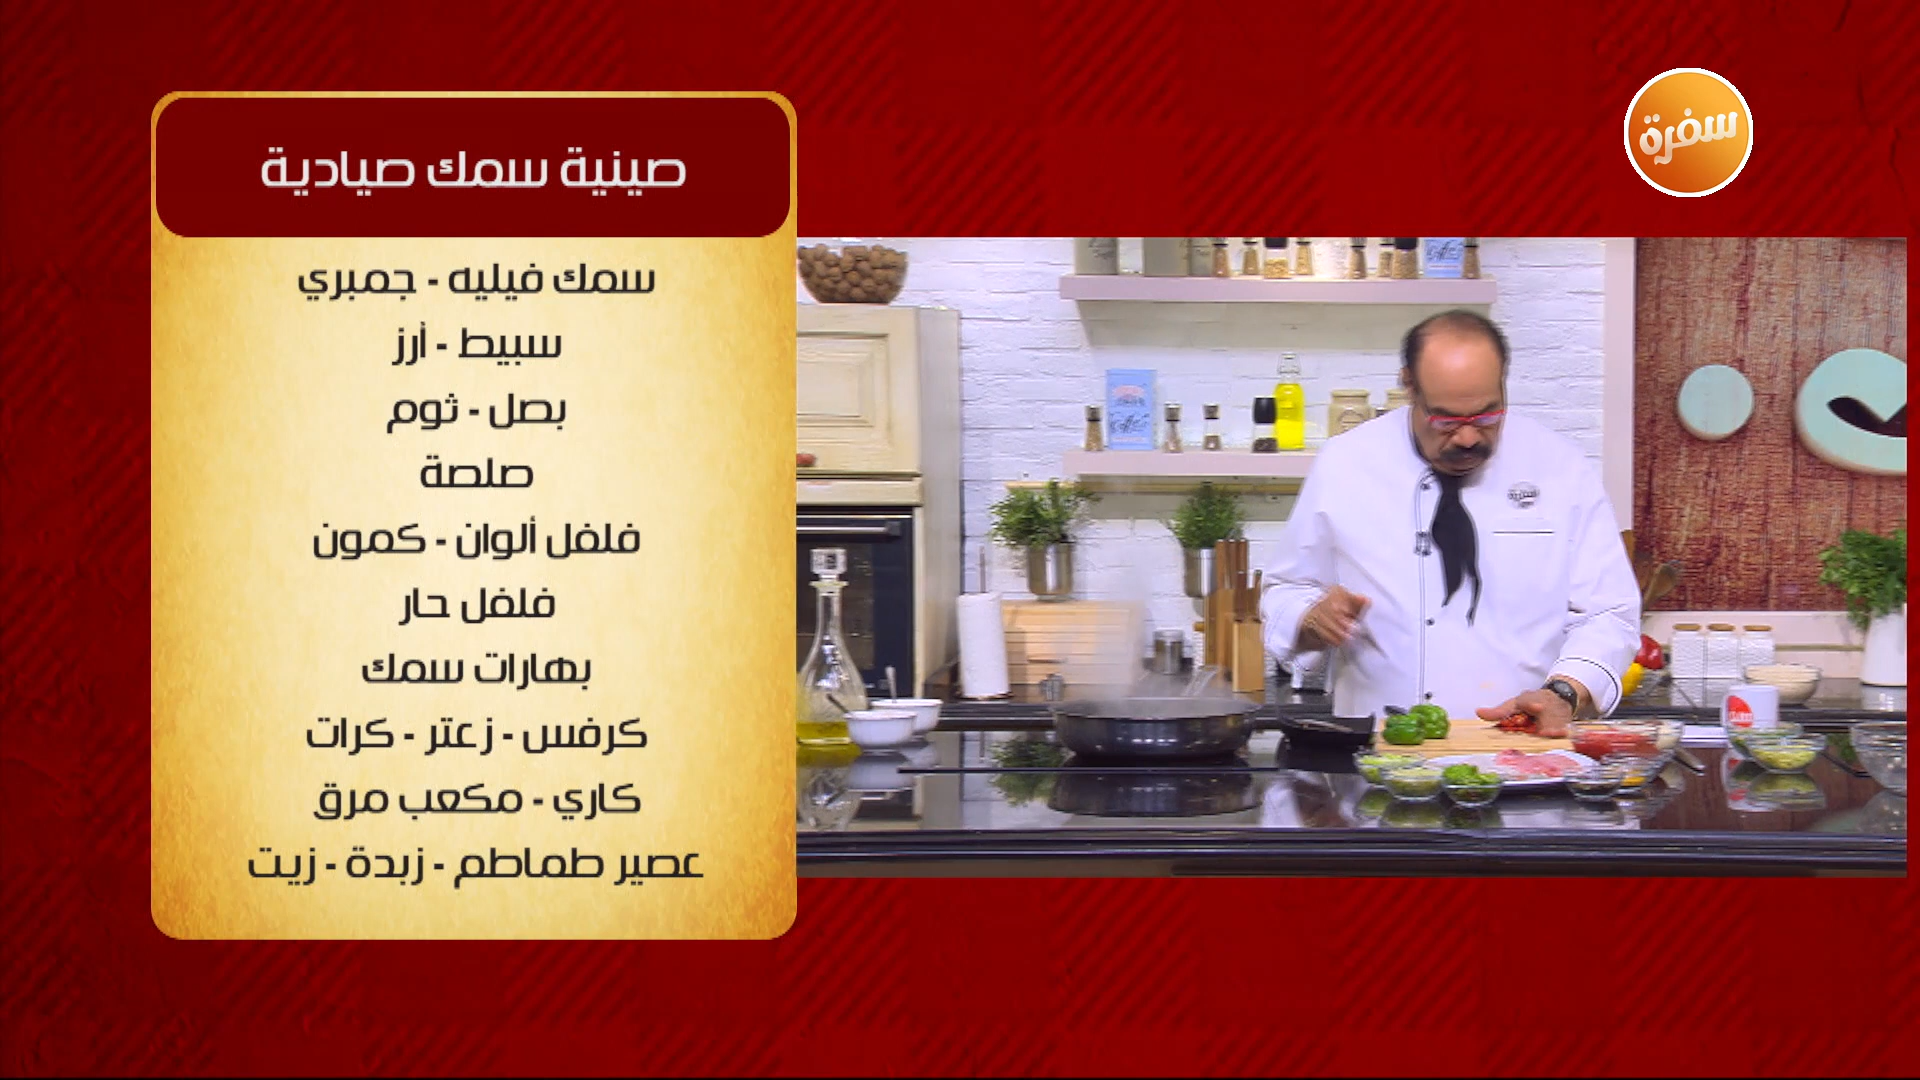 سفرة
صينية سمك صيادية
سمك فيليه - جمبري
سبيط - أرز
بصل - ثوم
صلصة
فلفل ألوان - كمون
فلفل حار
بهارات سمك
كرفس - زعتر - كرات
كاري - مكعب مرق
عصير طماطم - زبدة - زيت
سفرة